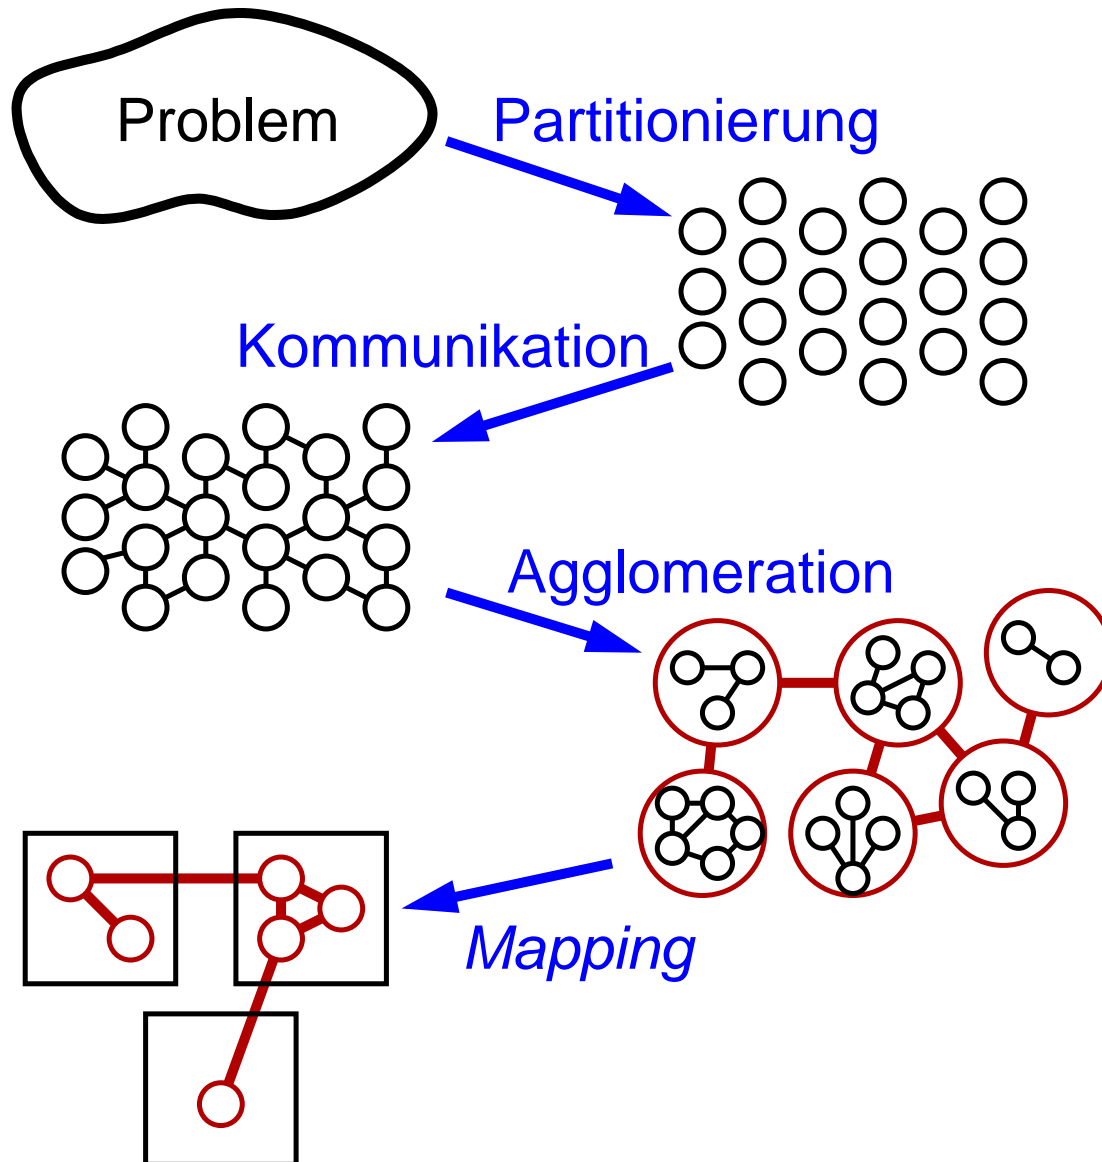 Problem
Partitionierung
Kommunikation
Agglomeration
Mapping